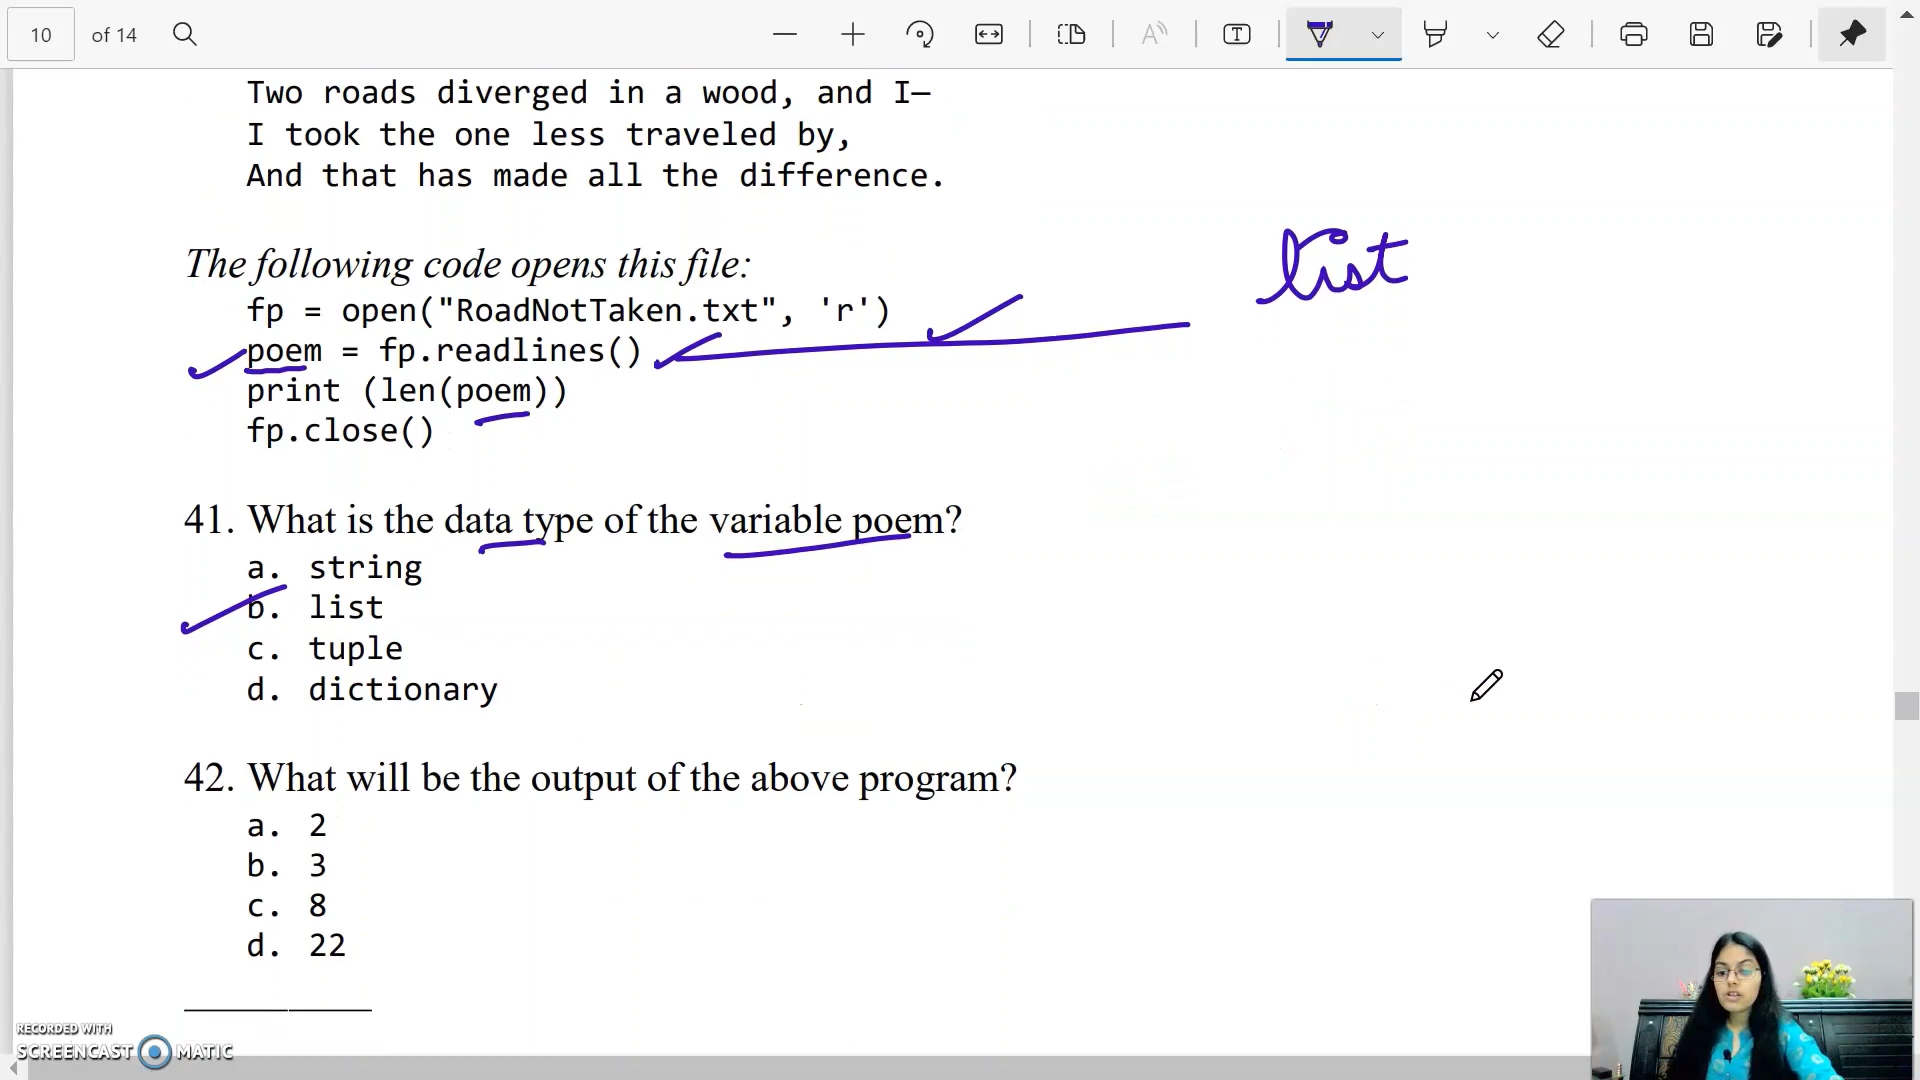 10 of 14
Two roads diverged in a wood, and I—
I took the one less traveled by,
And that has made all the difference.
list
The following code opens this file:
fp = open("RoadNotTaken.txt", 'r')
poem = fp.readlines()
print (len(poem))
fp.close()
41. What is the data type of the variable poem?
a. string
b. list
c. tuple
d. dictionary
42. What will be the output of the above program?
a. 2
b. 3
c. 8
d. 22
RECORDED WITH
SCREENCAST MATIC